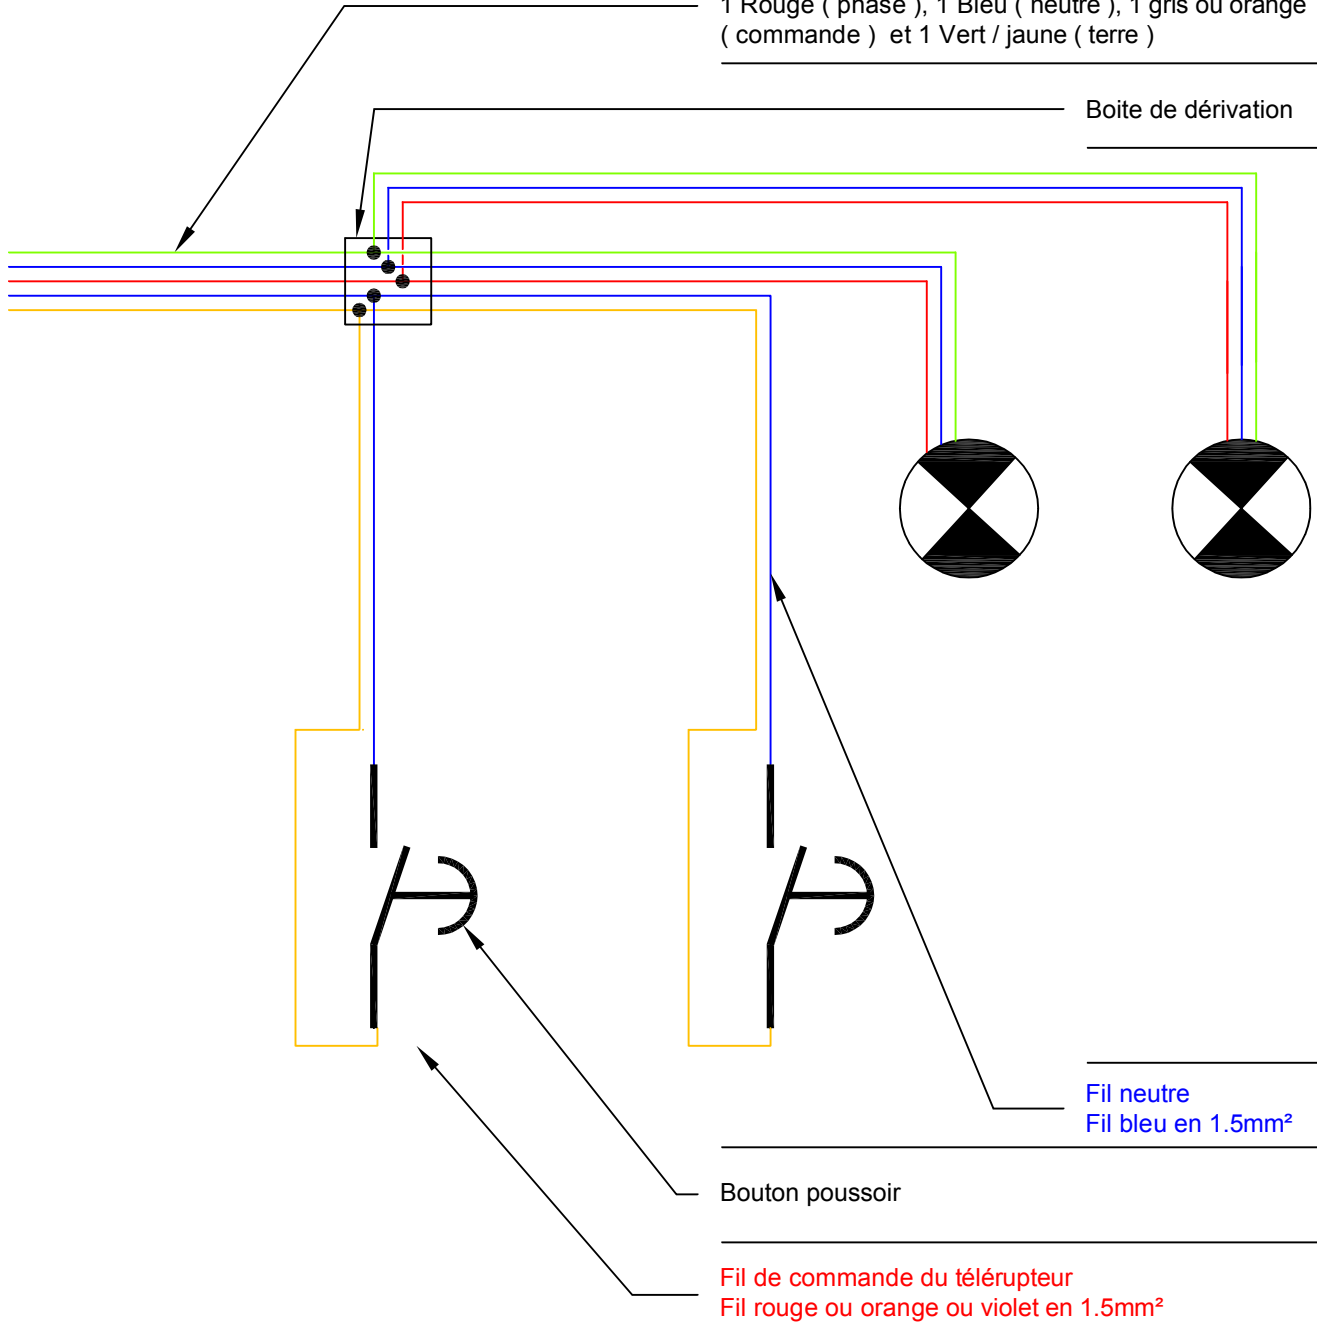 1 Rouge ( phase ), 1 Bleu ( neutre ), 1 gris ou orange
( commande ) et 1 Vert / jaune ( terre )
Boite de dérivation
Fil neutre
Fil bleu en 1.5mm²
Bouton poussoir
Fil de commande du télérupteur
Fil rouge ou orange ou violet en 1.5mm²